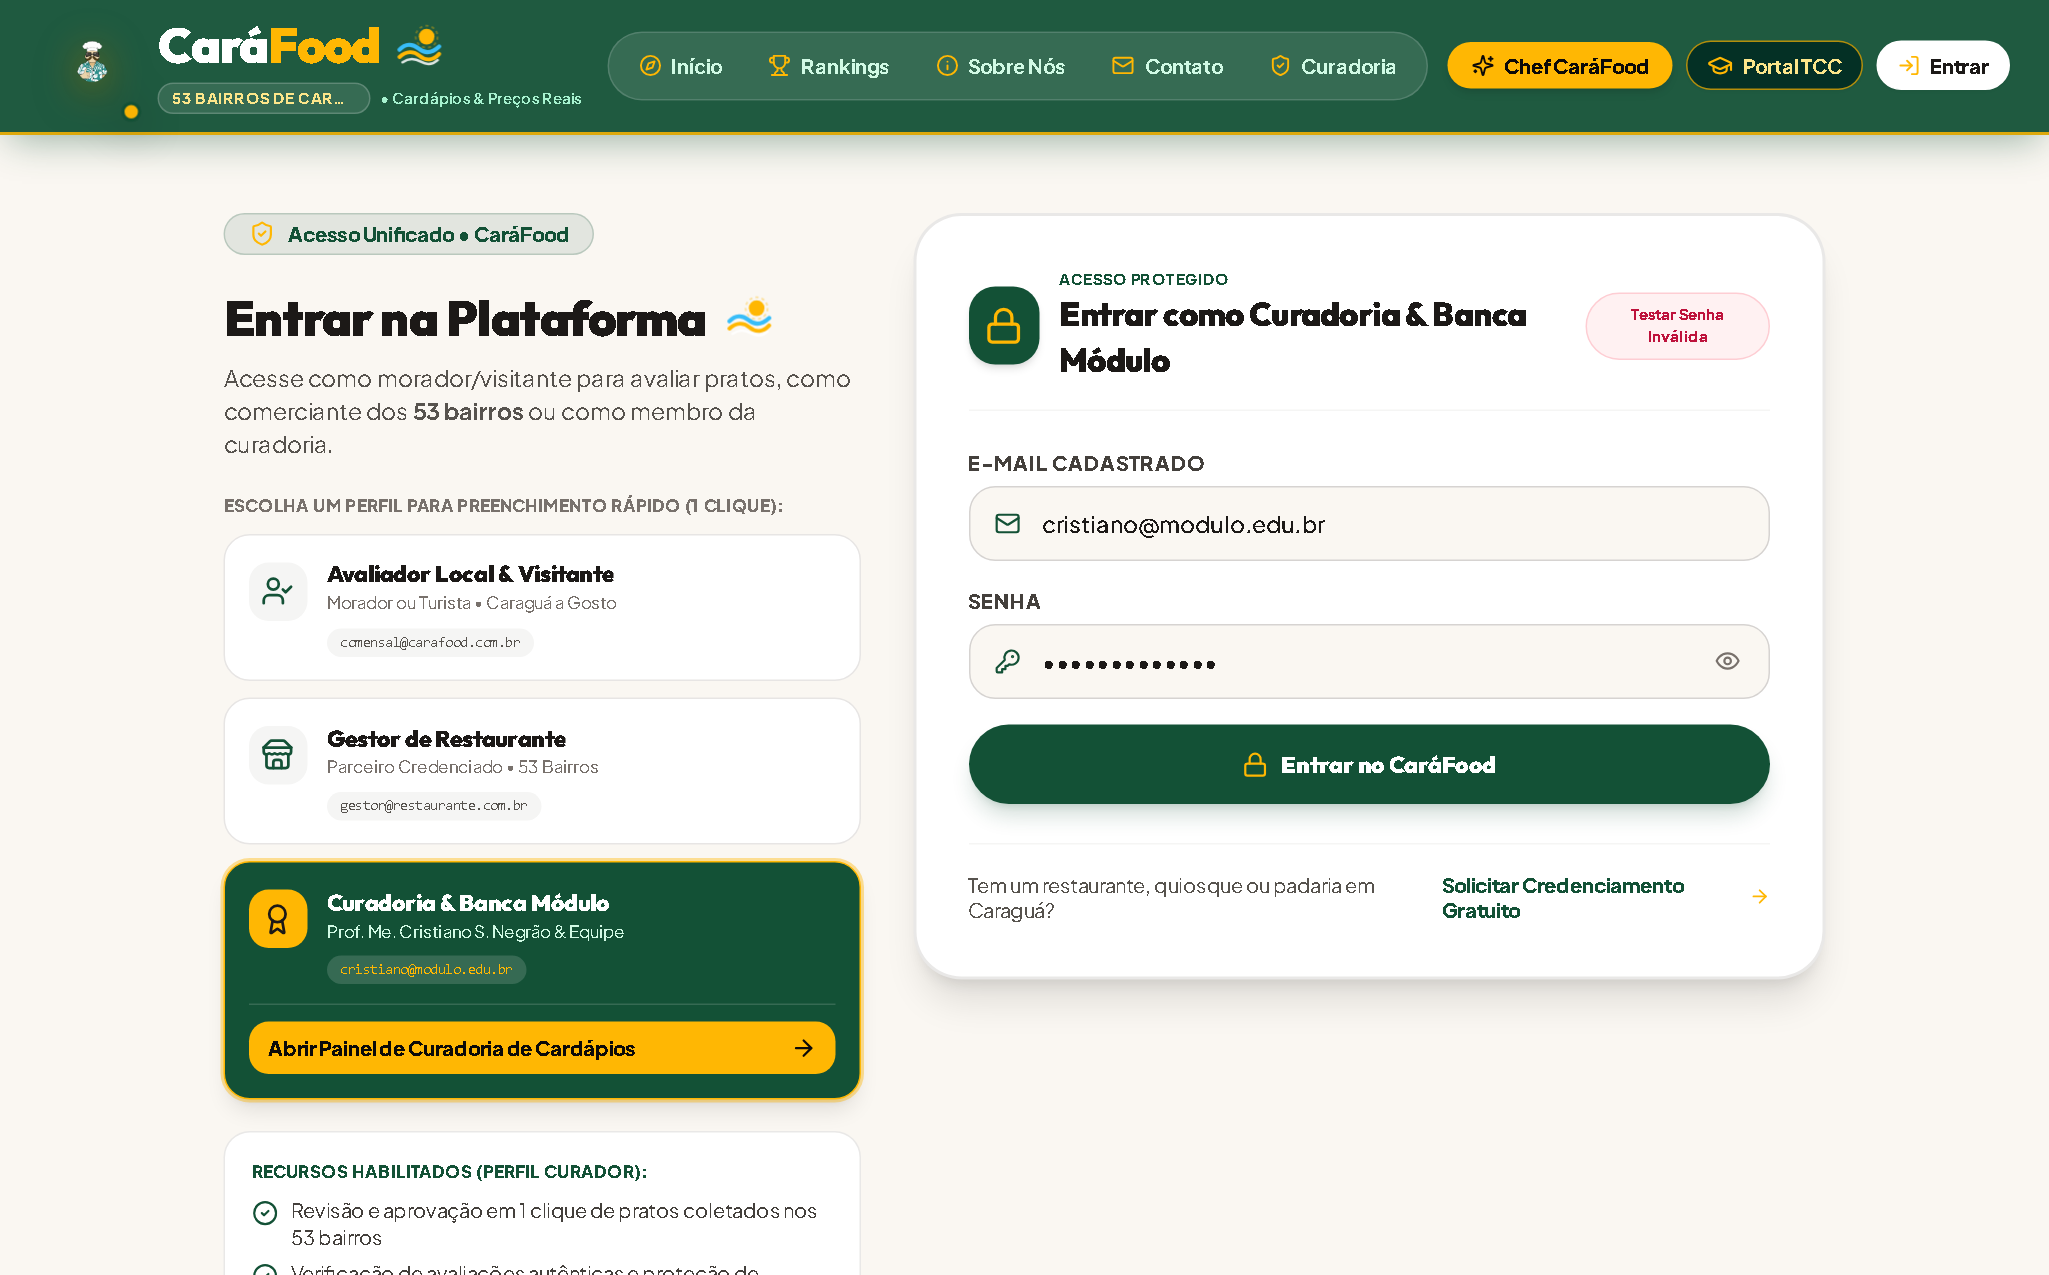 CaráFood
53 BAIRROS DE CAR...
• Cardápios & Preços Reais
Início
Rankings
Sobre Nós
Contato
Curadoria
Chef CaráFood
Portal TCC
Entrar
Acesso Unificado • CaráFood
Entrar na Plataforma
Acesse como morador/visitante para avaliar pratos, como
comerciante dos 53 bairros ou como membro da
curadoria.
ESCOLHA UM PERFIL PARA PREENCHIMENTO RÁPIDO (1 CLIQUE):
Avaliador Local & Visitante
Morador ou Turista • Caraguá a Gosto
comensal@carafood.com.br
Gestor de Restaurante
Parceiro Credenciado • 53 Bairros
gestor@restaurante.com.br
Curadoria & Banca Módulo
Prof. Me. Cristiano S. Negrão & Equipe
cristiano@modulo.edu.br
Abrir Painel de Curadoria de Cardápios
RECURSOS HABILITADOS (PERFIL CURADOR):
Revisão e aprovação em 1 clique de pratos coletados nos
53 bairros
Verificação de avaliações autênticas e proteção de
ACESSO PROTEGIDO
Entrar como Curadoria & Banca
Módulo
Testar Senha
Inválida
E-MAIL CADASTRADO
cristiano@modulo.edu.br
SENHA
•••••••••••••
Entrar no CaráFood
Tem um restaurante, quiosque ou padaria em
Caraguá?
Solicitar Credenciamento
Gratuito